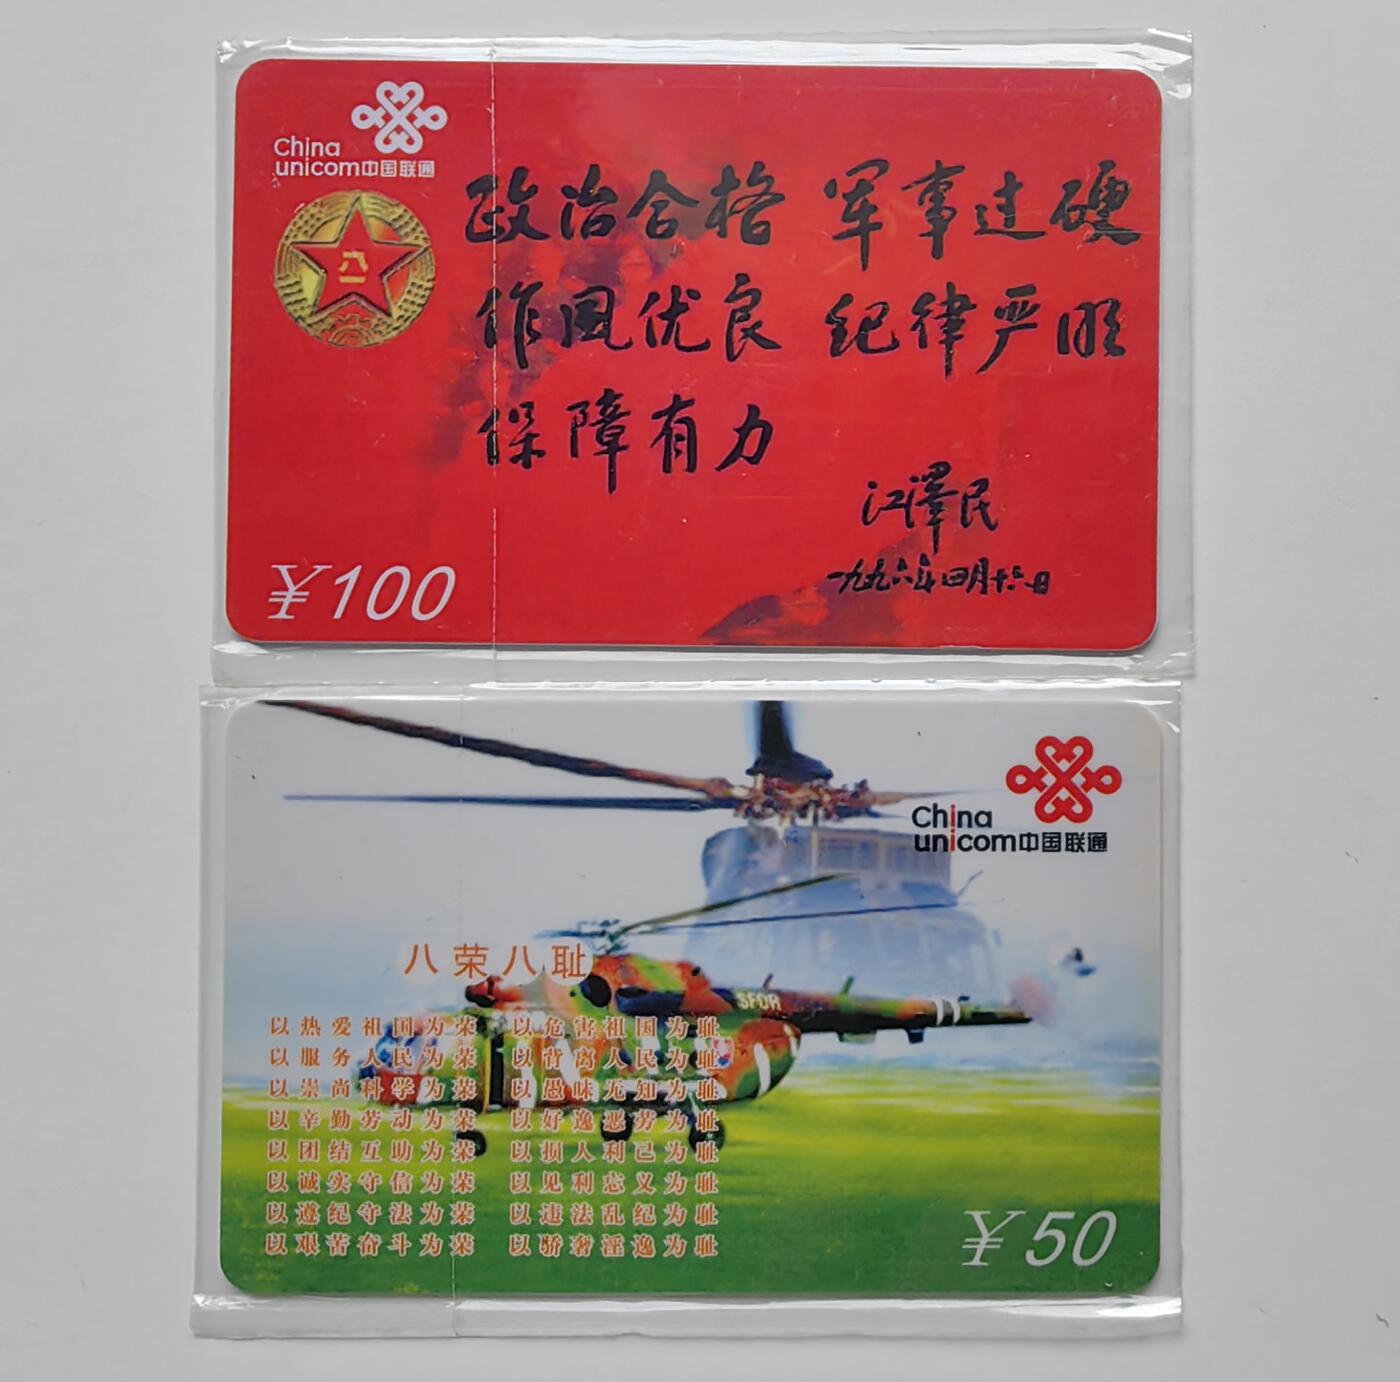 China
unicom中国联通
八一
政治合格 军事过硬
作风优良 纪律严明
保障有力
江澤民
一九九六年四月十六日
¥100
China
unicom中国联通
SFOR
八荣八耻
以热爱祖国为荣 以危害祖国为耻
以服务人民为荣 以背离人民为耻
以崇尚科学为荣 以愚昧无知为耻
以辛勤劳动为荣 以好逸恶劳为耻
以团结互助为荣 以损人利己为耻
以诚实守信为荣 以见利忘义为耻
以遵纪守法为荣 以违法乱纪为耻
以艰苦奋斗为荣 以骄奢淫逸为耻
¥50